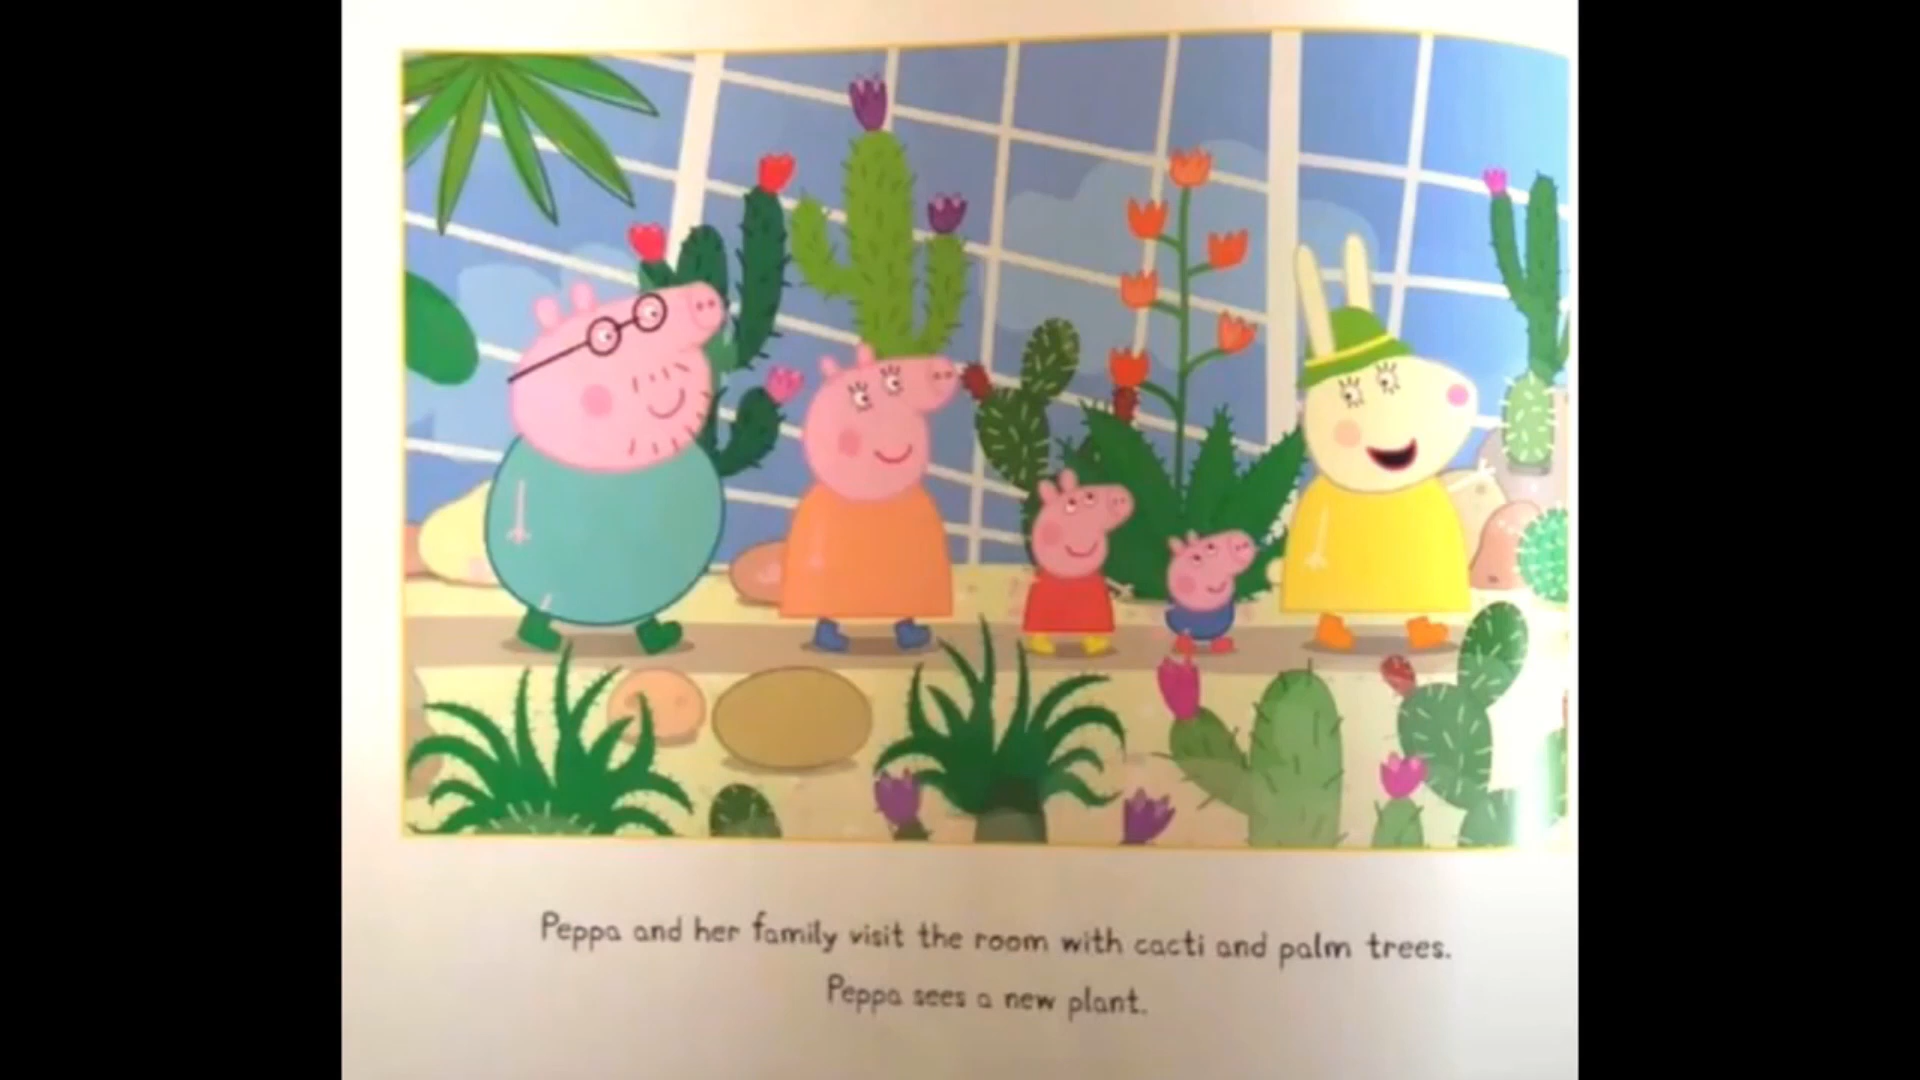 Peppa and her family visit the room with cacti and palm trees.
Peppa sees a new plant.